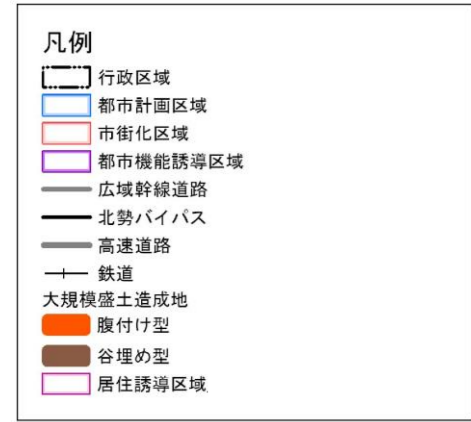 凡例
行政区域
都市計画区域
市街化区域
都市機能誘導区域
広域幹線道路
北勢バイパス
高速道路
鉄道
大規模盛土造成地
腹付け型
谷埋め型
居住誘導区域